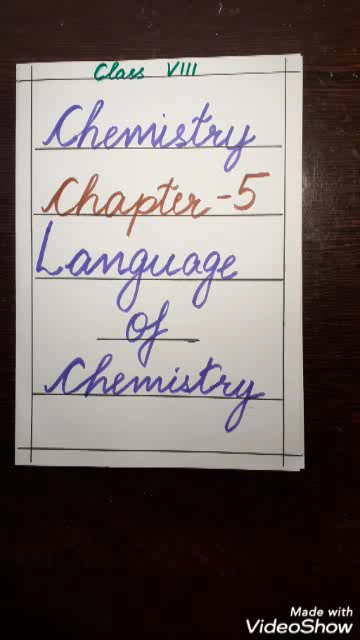 Class VIII
Chemistry
Chapter-5
Language
of
Chemistry
Made with
VideoShow